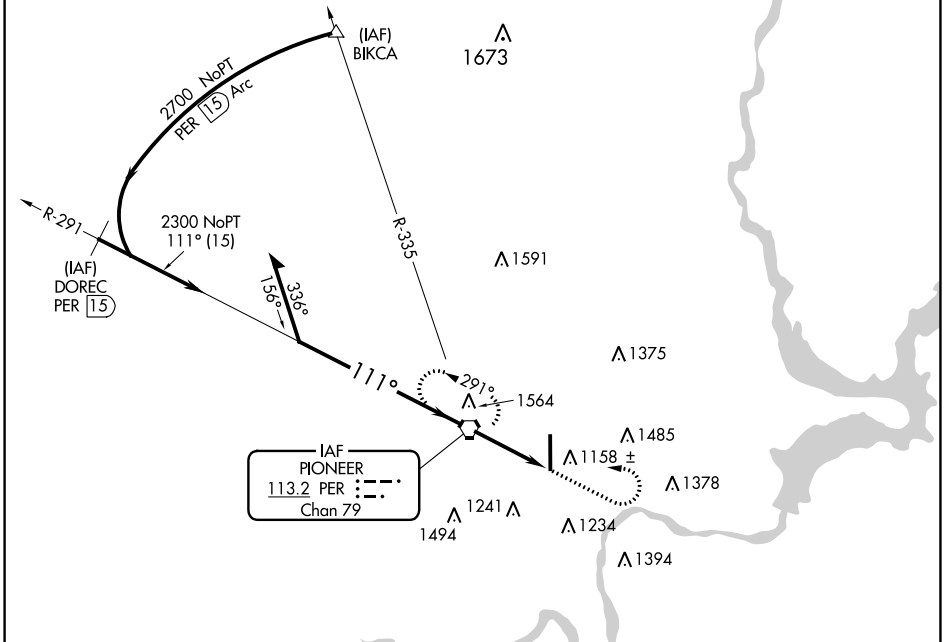 (IAF)
BIKCA
1673
2700 NoPT
PER 15 Arc
R-291
2300 NoPT
111° (15)
R-335
(IAF)
DOREC
PER 15
1591
336°
156°
1375
111°
291°
1564
IAF
PIONEER
113.2 PER
Chan 79
1485
1158 ±
1378
1241
1494
1234
1394